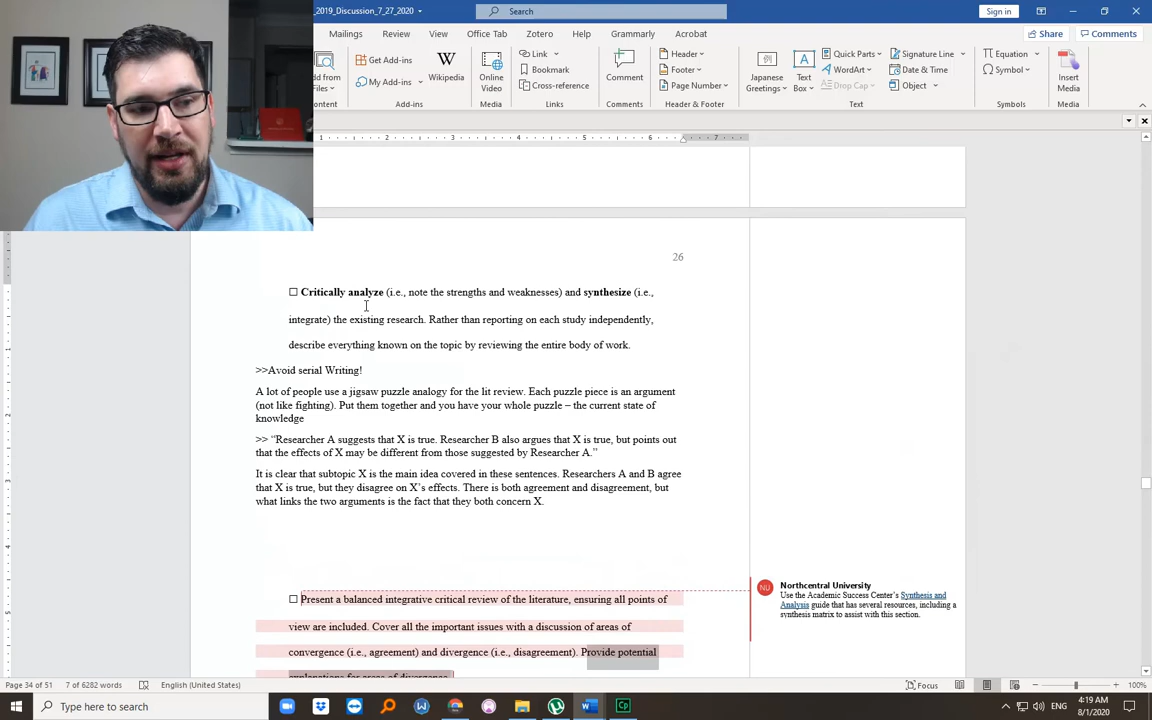 _2019_Discussion_7_27_2020
Search
Sign in
Mailings Review View Office Tab Zotero Help Grammarly Acrobat
Share Comments
Get Add-ins
My Add-ins
Wikipedia
Online
Video
Link
Bookmark
Cross-reference
Comment
Header
Footer
Page Number
Japanese
Greetings
Text
Box
Quick Parts
WordArt
Drop Cap
Signature Line
Date & Time
Object
Equation
Symbol
Insert
Media
Add-ins Media Links Comments Header & Footer Text Symbols Media
1 2 3 4 5 6 7
26
☐ Critically analyze (i.e., note the strengths and weaknesses) and synthesize (i.e.,
integrate) the existing research. Rather than reporting on each study independently,
describe everything known on the topic by reviewing the entire body of work.
>>Avoid serial Writing!
A lot of people use a jigsaw puzzle analogy for the lit review. Each puzzle piece is an argument
(not like fighting). Put them together and you have your whole puzzle – the current state of
knowledge
>> “Researcher A suggests that X is true. Researcher B also argues that X is true, but points out
that the effects of X may be different from those suggested by Researcher A.”
It is clear that subtopic X is the main idea covered in these sentences. Researchers A and B agree
that X is true, but they disagree on X’s effects. There is both agreement and disagreement, but
what links the two arguments is the fact that they both concern X.
☐ Present a balanced integrative critical review of the literature, ensuring all points of
view are included. Cover all the important issues with a discussion of areas of
convergence (i.e., agreement) and divergence (i.e., disagreement). Provide potential
explanations for areas of divergence.
NU
Northcentral University
Use the Academic Success Center’s Synthesis and
Analysis guide that has several resources, including a
synthesis matrix to assist with this section.
Page 34 of 51 7 of 6282 words English (United States)
Focus
100%
Type here to search
ENG
4:19 AM
8/1/2020